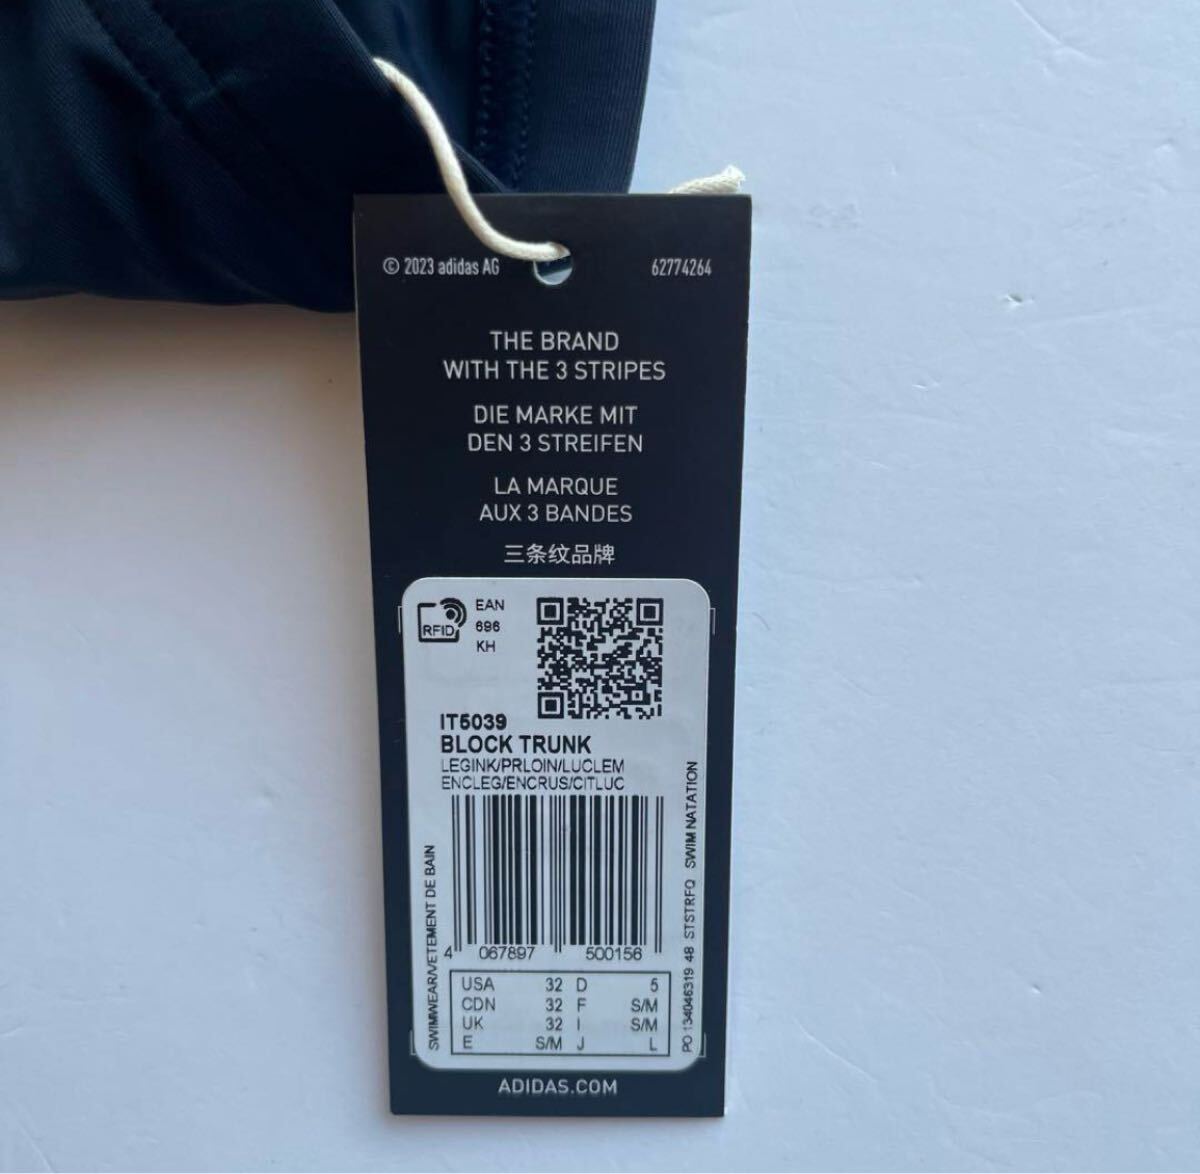 © 2023 adidas AG 62774264
THE BRAND
WITH THE 3 STRIPES
DIE MARKE MIT
DEN 3 STREIFEN
LA MARQUE
AUX 3 BANDES
三条纹品牌
RFID
EAN
696
KH
IT5039
BLOCK TRUNK
LEGINK/PRLOIN/LUCLEM
ENCLEG/ENCRUS/CITLUC
SWIMWEAR/VETEMENT DE BAIN
PO 134046319 48 STSTRFQ SWIM NATATION
4 067897 500156
USA 32 D 5
CDN 32 F S/M
UK 32 I S/M
E S/M J L
ADIDAS.COM